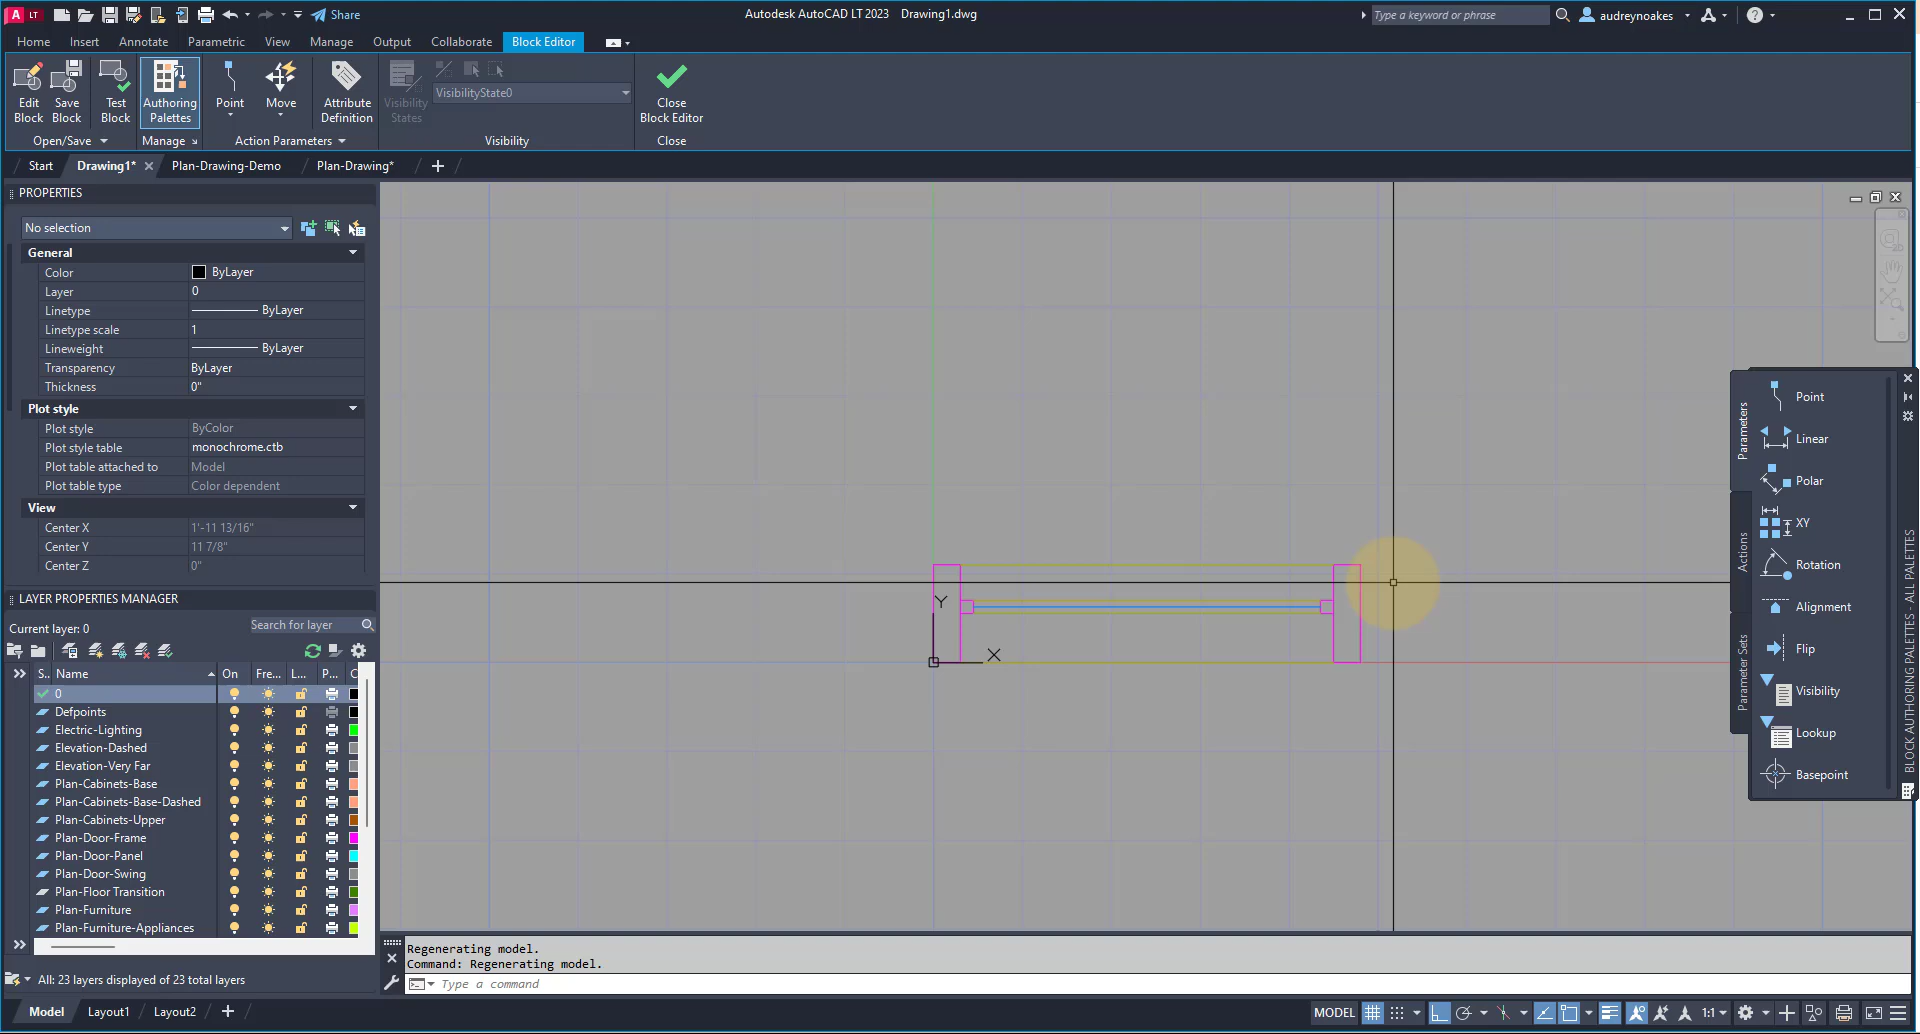 A LT
Share
Autodesk AutoCAD LT 2023 Drawing1.dwg
Type a keyword or phrase
audreynoakes
Home Insert Annotate Parametric View Manage Output Collaborate Block Editor
Edit Block
Save Block
Test Block
Authoring Palettes
Point
Move
Attribute Definition
Visibility States
VisibilityState0
Close Block Editor
Open/Save
Manage
Action Parameters
Visibility
Close
Start Drawing1* Plan-Drawing-Demo Plan-Drawing*
PROPERTIES
No selection
General
Color ByLayer
Layer 0
Linetype ByLayer
Linetype scale 1
Lineweight ByLayer
Transparency ByLayer
Thickness 0"
Plot style
Plot style ByColor
Plot style table monochrome.ctb
Plot table attached to Model
Plot table type Color dependent
View
Center X 1'-11 13/16"
Center Y 11 7/8"
Center Z 0"
LAYER PROPERTIES MANAGER
Current layer: 0
Search for layer
S.. Name On Fre... L... P... C
0
Defpoints
Electric-Lighting
Elevation-Dashed
Elevation-Very Far
Plan-Cabinets-Base
Plan-Cabinets-Base-Dashed
Plan-Cabinets-Upper
Plan-Door-Frame
Plan-Door-Panel
Plan-Door-Swing
Plan-Floor Transition
Plan-Furniture
Plan-Furniture-Appliances
All: 23 layers displayed of 23 total layers
Y
X
Parameters
Actions
Parameter Sets
Point
Linear
Polar
XY
Rotation
Alignment
Flip
Visibility
Lookup
Basepoint
BLOCK AUTHORING PALETTES - ALL PALETTES
Regenerating model.
Command: Regenerating model.
Type a command
Model Layout1 Layout2
MODEL
1:1